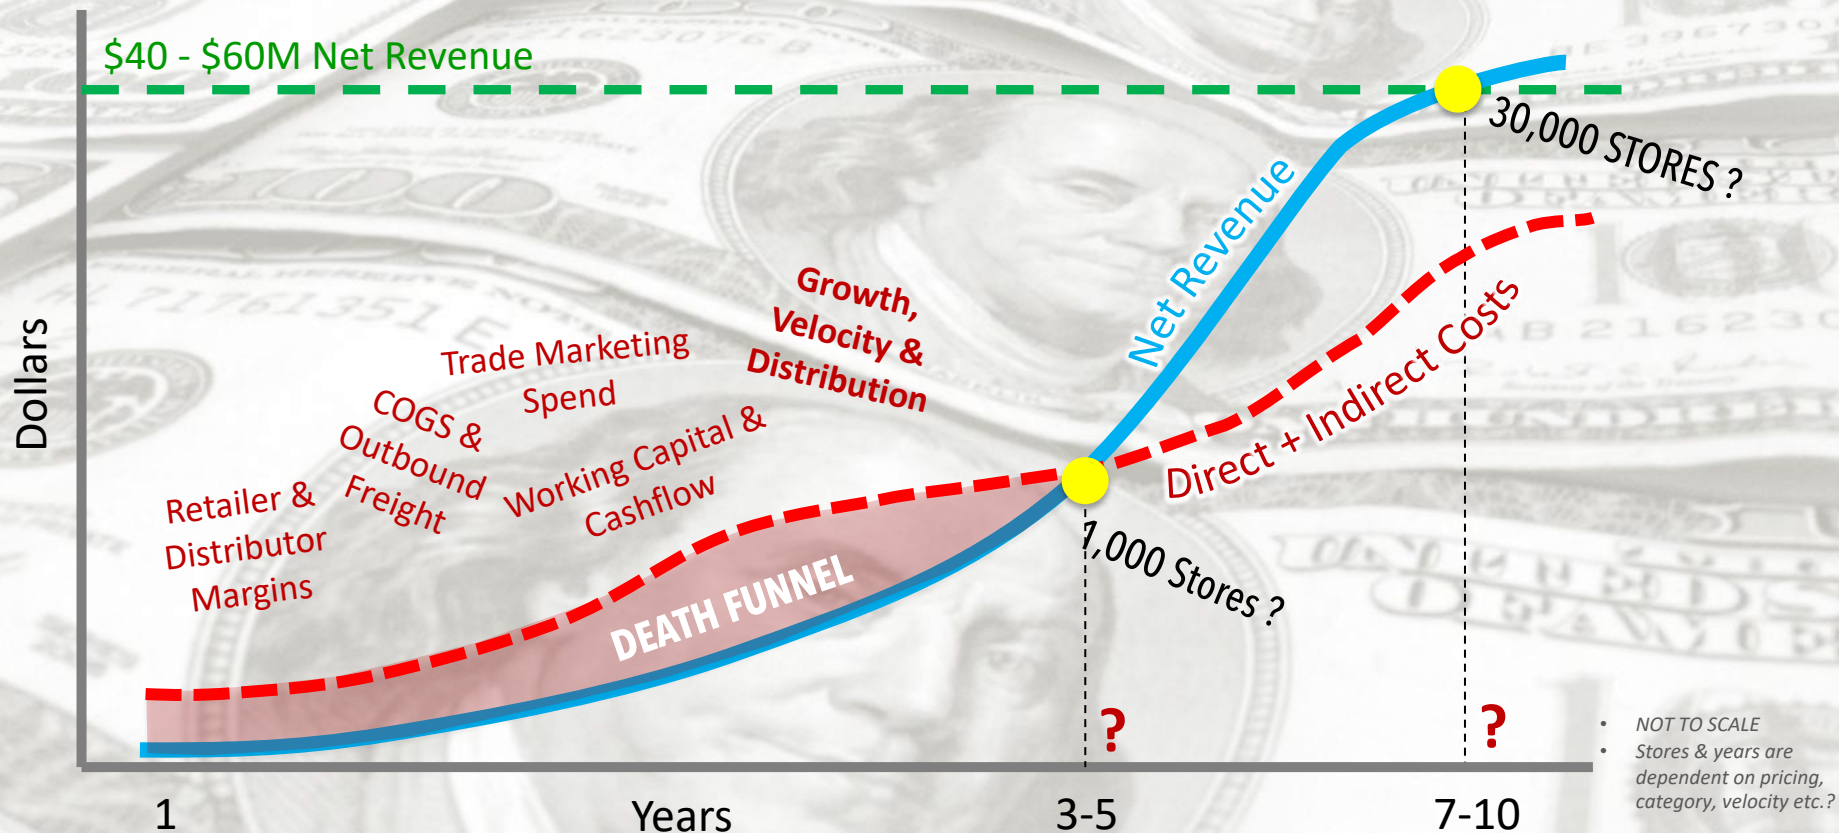 $40 - $60M Net Revenue
30,000 STORES ?
Net Revenue
Growth,
Velocity &
Distribution
Trade Marketing
Spend
COGS &
Outbound
Freight
Working Capital &
Cashflow
Retailer &
Distributor
Margins
Direct + Indirect Costs
DEATH FUNNEL
1,000 Stores ?
Dollars
?
?
• NOT TO SCALE
• Stores & years are
dependent on pricing,
category, velocity etc.?
1
Years
3-5
7-10